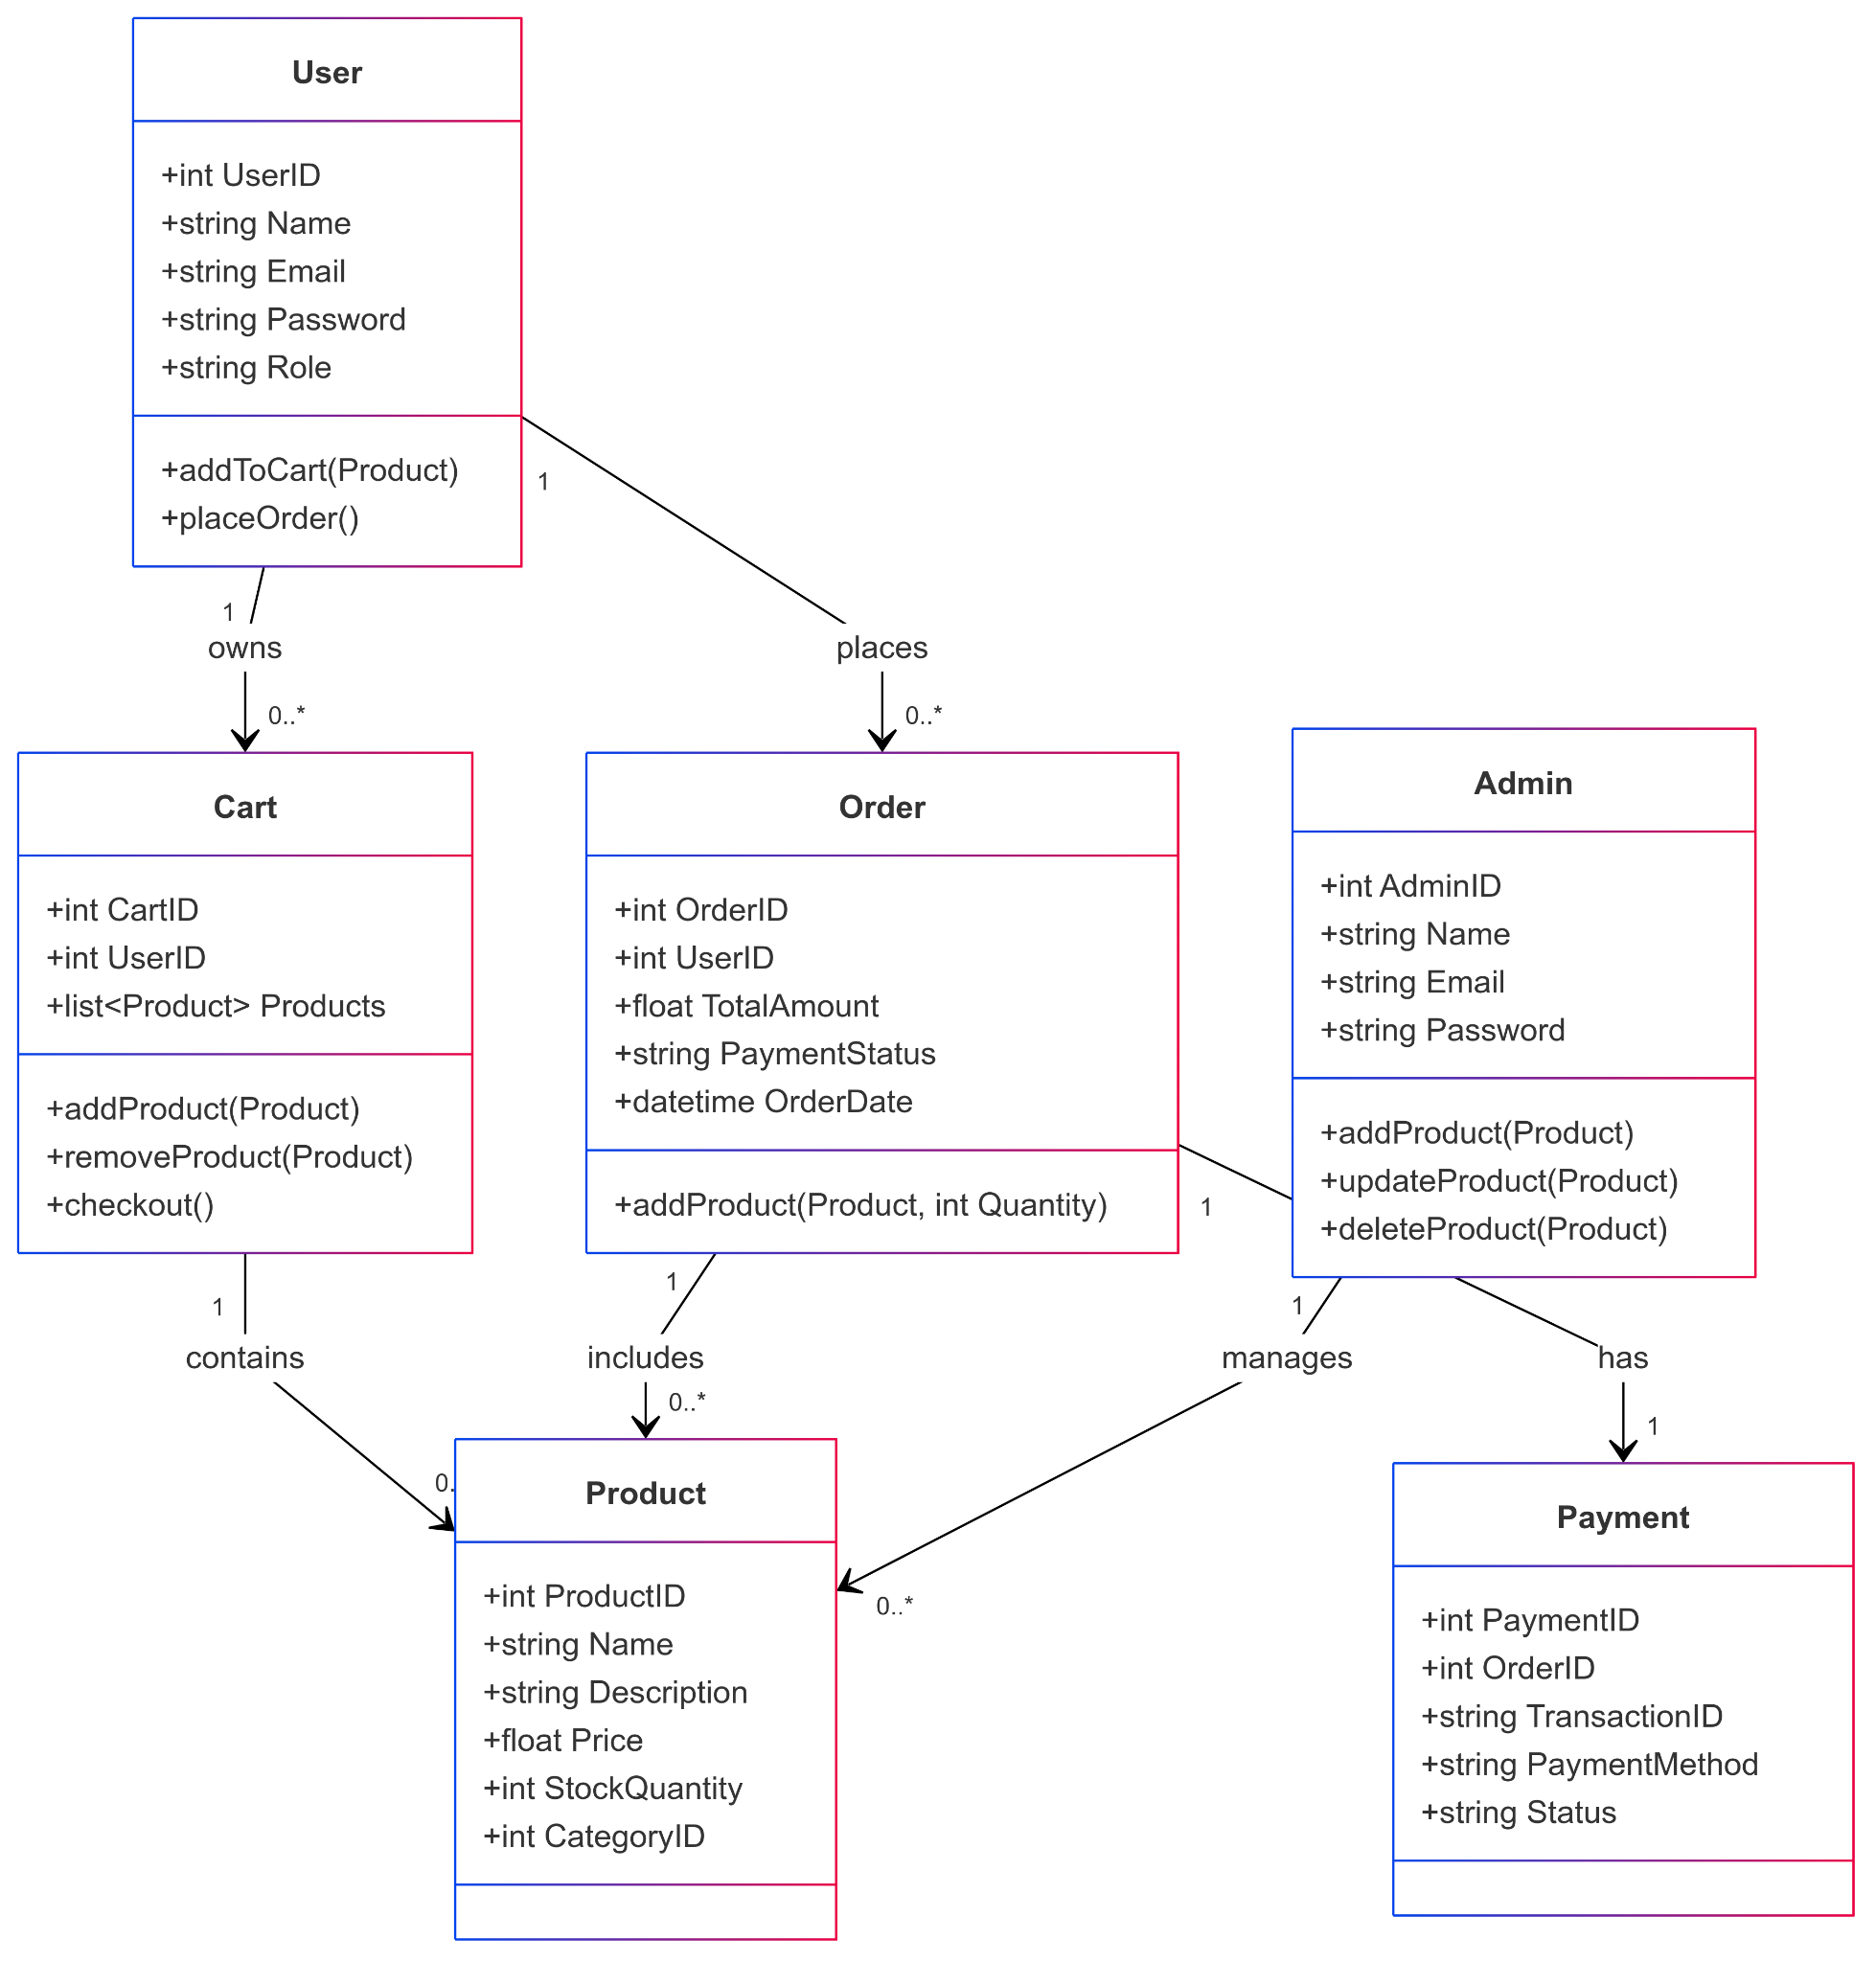 User
+int UserID
+string Name
+string Email
+string Password
+string Role
+addToCart(Product)
+placeOrder()
1
1
owns
places
0..*
0..*
Cart
+int CartID
+int UserID
+list<Product> Products
+addProduct(Product)
+removeProduct(Product)
+checkout()
Order
+int OrderID
+int UserID
+float TotalAmount
+string PaymentStatus
+datetime OrderDate
+addProduct(Product, int Quantity)
Admin
+int AdminID
+string Name
+string Email
+string Password
+addProduct(Product)
+updateProduct(Product)
+deleteProduct(Product)
1
1
1
1
contains
includes
manages
has
0..*
1
0.
0..*
Product
+int ProductID
+string Name
+string Description
+float Price
+int StockQuantity
+int CategoryID
Payment
+int PaymentID
+int OrderID
+string TransactionID
+string PaymentMethod
+string Status